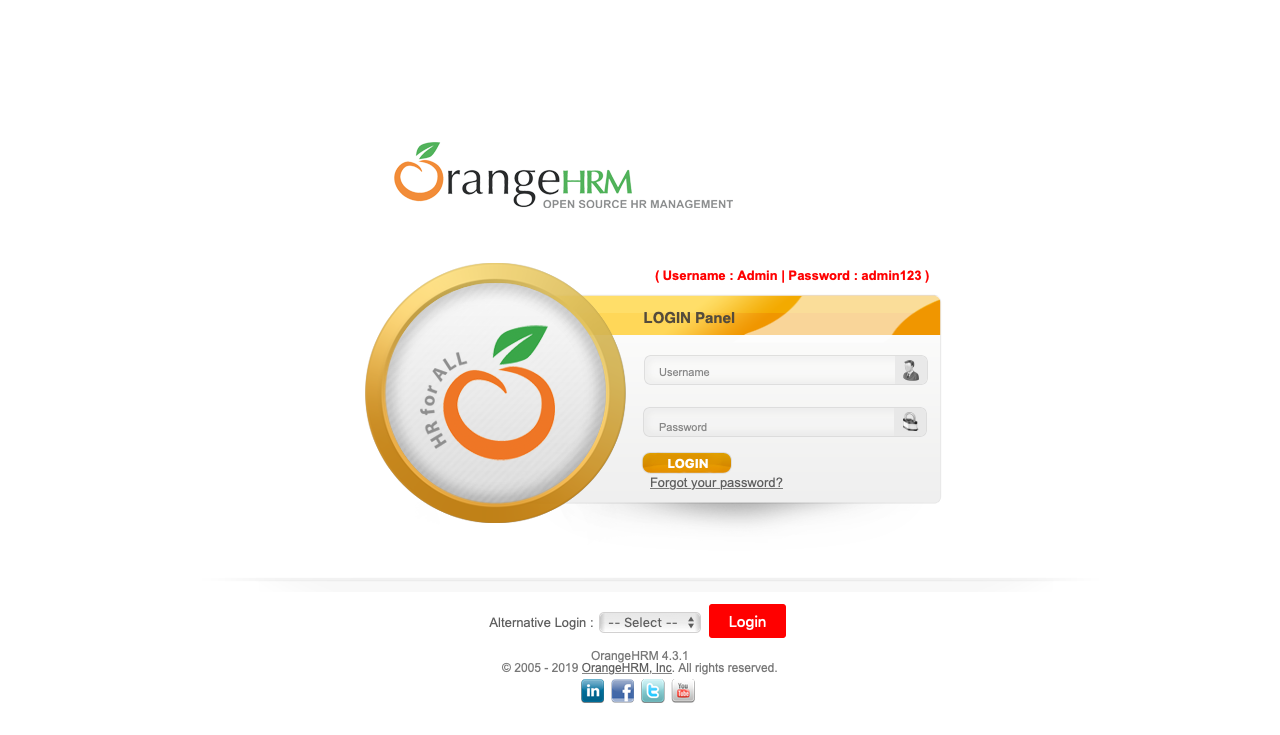 OrangeHRM
OPEN SOURCE HR MANAGEMENT
( Username : Admin | Password : admin123 )
LOGIN Panel
HR for ALL
Username
Password
LOGIN
Forgot your password?
Alternative Login : -- Select -- Login
OrangeHRM 4.3.1
© 2005 - 2019 OrangeHRM, Inc. All rights reserved.
in f t You Tube